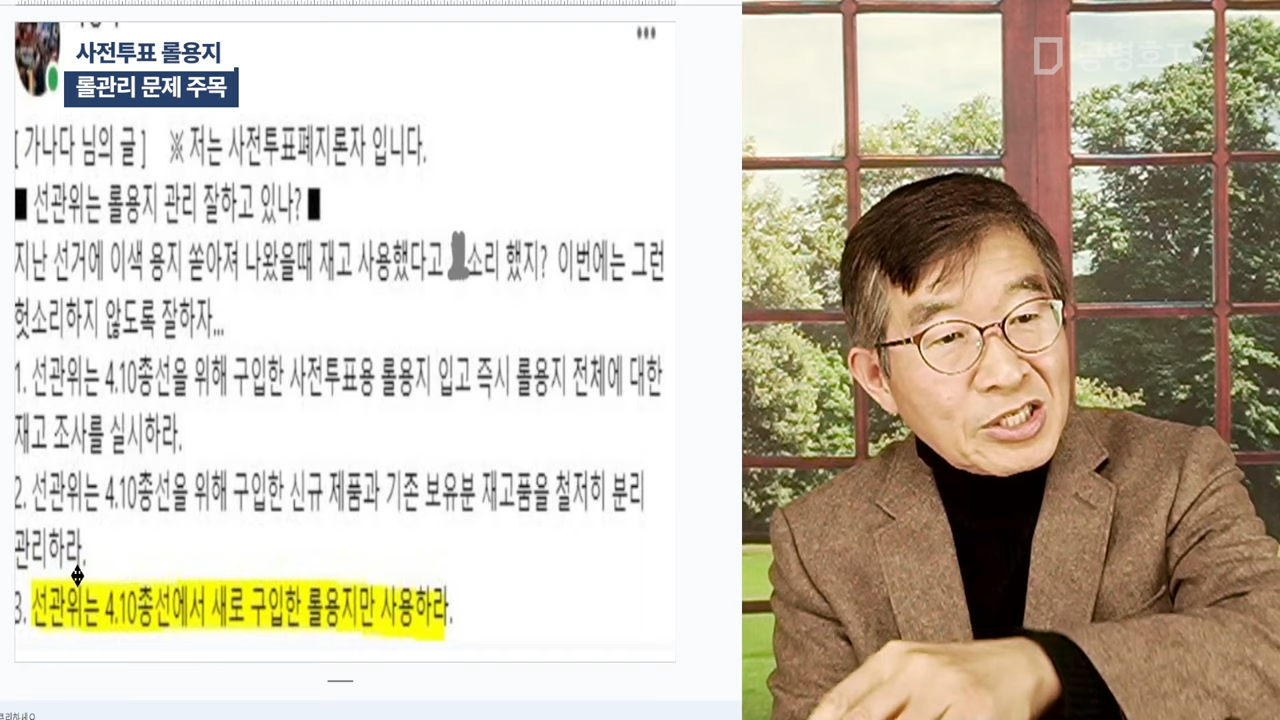 사전투표 롤용지
롤관리 문제 주목
[ 가나다 님의 글 ] ※ 저는 사전투표폐지론자 입니다.
■ 선관위는 롤용지 관리 잘하고 있나? ■
지난 선거에 이색 용지 쏟아져 나왔을때 재고 사용했다고 소리 했지? 이번에는 그런
헛소리하지 않도록 잘하자...
1. 선관위는 4.10총선을 위해 구입한 사전투표용 롤용지 입고 즉시 롤용지 전체에 대한
재고 조사를 실시하라.
2. 선관위는 4.10총선을 위해 구입한 신규 제품과 기존 보유분 재고품을 철저히 분리
관리하라.
3. 선관위는 4.10총선에서 새로 구입한 롤용지만 사용하라.
공병호TV